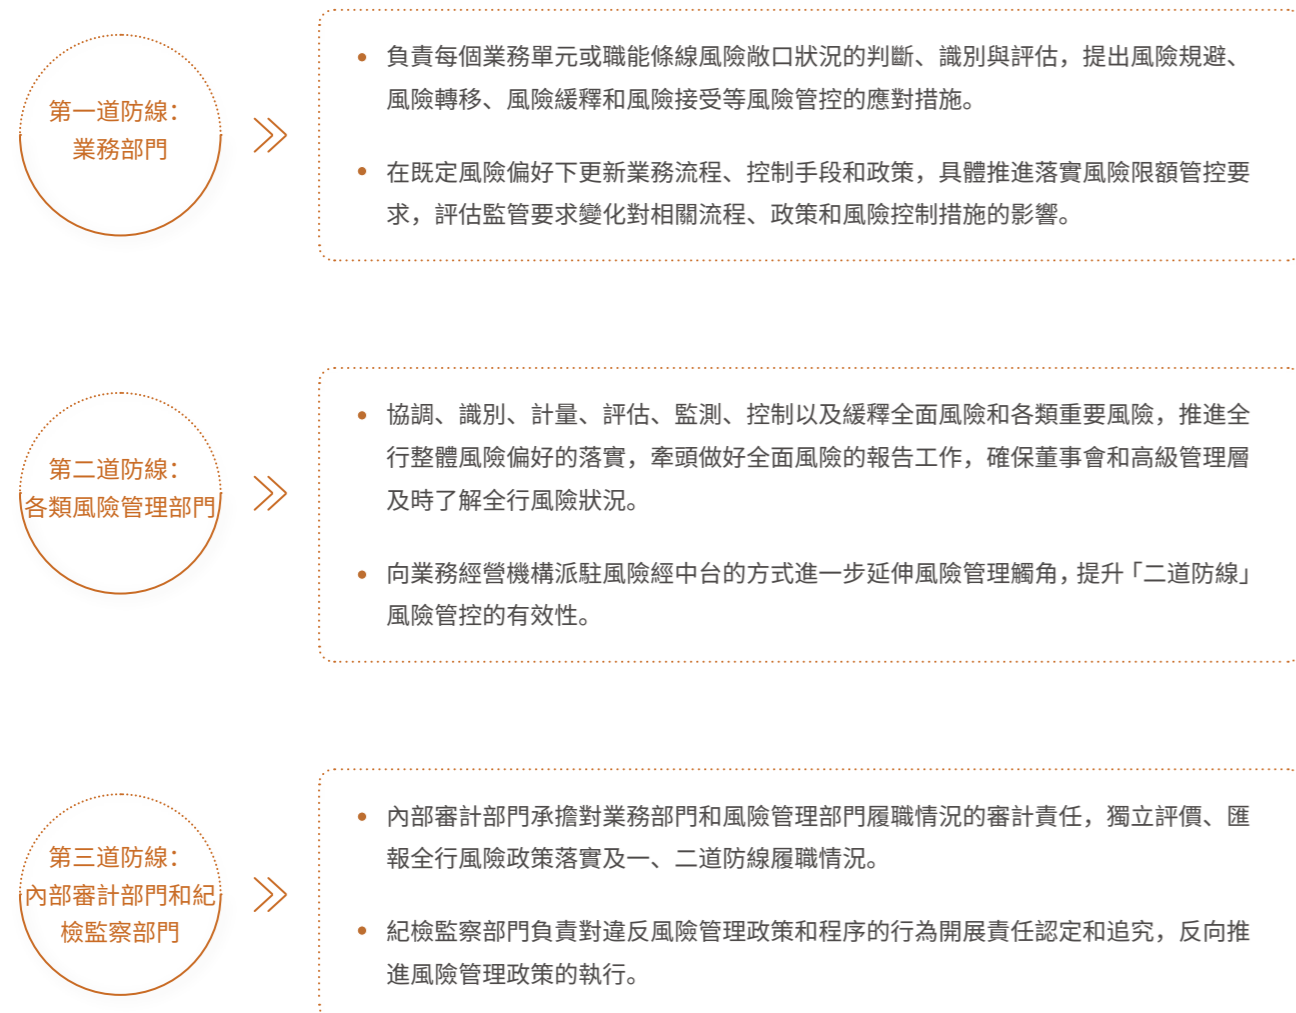 第一道防線：
業務部門
負責每個業務單元或職能條線風險敞口狀況的判斷、識別與評估，提出風險規避、
風險轉移、風險緩釋和風險接受等風險管控的應對措施。
在既定風險偏好下更新業務流程、控制手段和政策，具體推進落實風險限額管控要
求，評估監管要求變化對相關流程、政策和風險控制措施的影響。
第二道防線：
各類風險管理部門
協調、識別、計量、評估、監測、控制以及緩釋全面風險和各類重要風險，推進全
行整體風險偏好的落實，牽頭做好全面風險的報告工作，確保董事會和高級管理層
及時了解全行風險狀況。
向業務經營機構派駐風險經中台的方式進一步延伸風險管理觸角，提升「二道防線」
風險管控的有效性。
第三道防線：
內部審計部門和紀
檢監察部門
內部審計部門承擔對業務部門和風險管理部門履職情況的審計責任，獨立評價、匯
報全行風險政策落實及一、二道防線履職情況。
紀檢監察部門負責對違反風險管理政策和程序的行為開展責任認定和追究，反向推
進風險管理政策的執行。